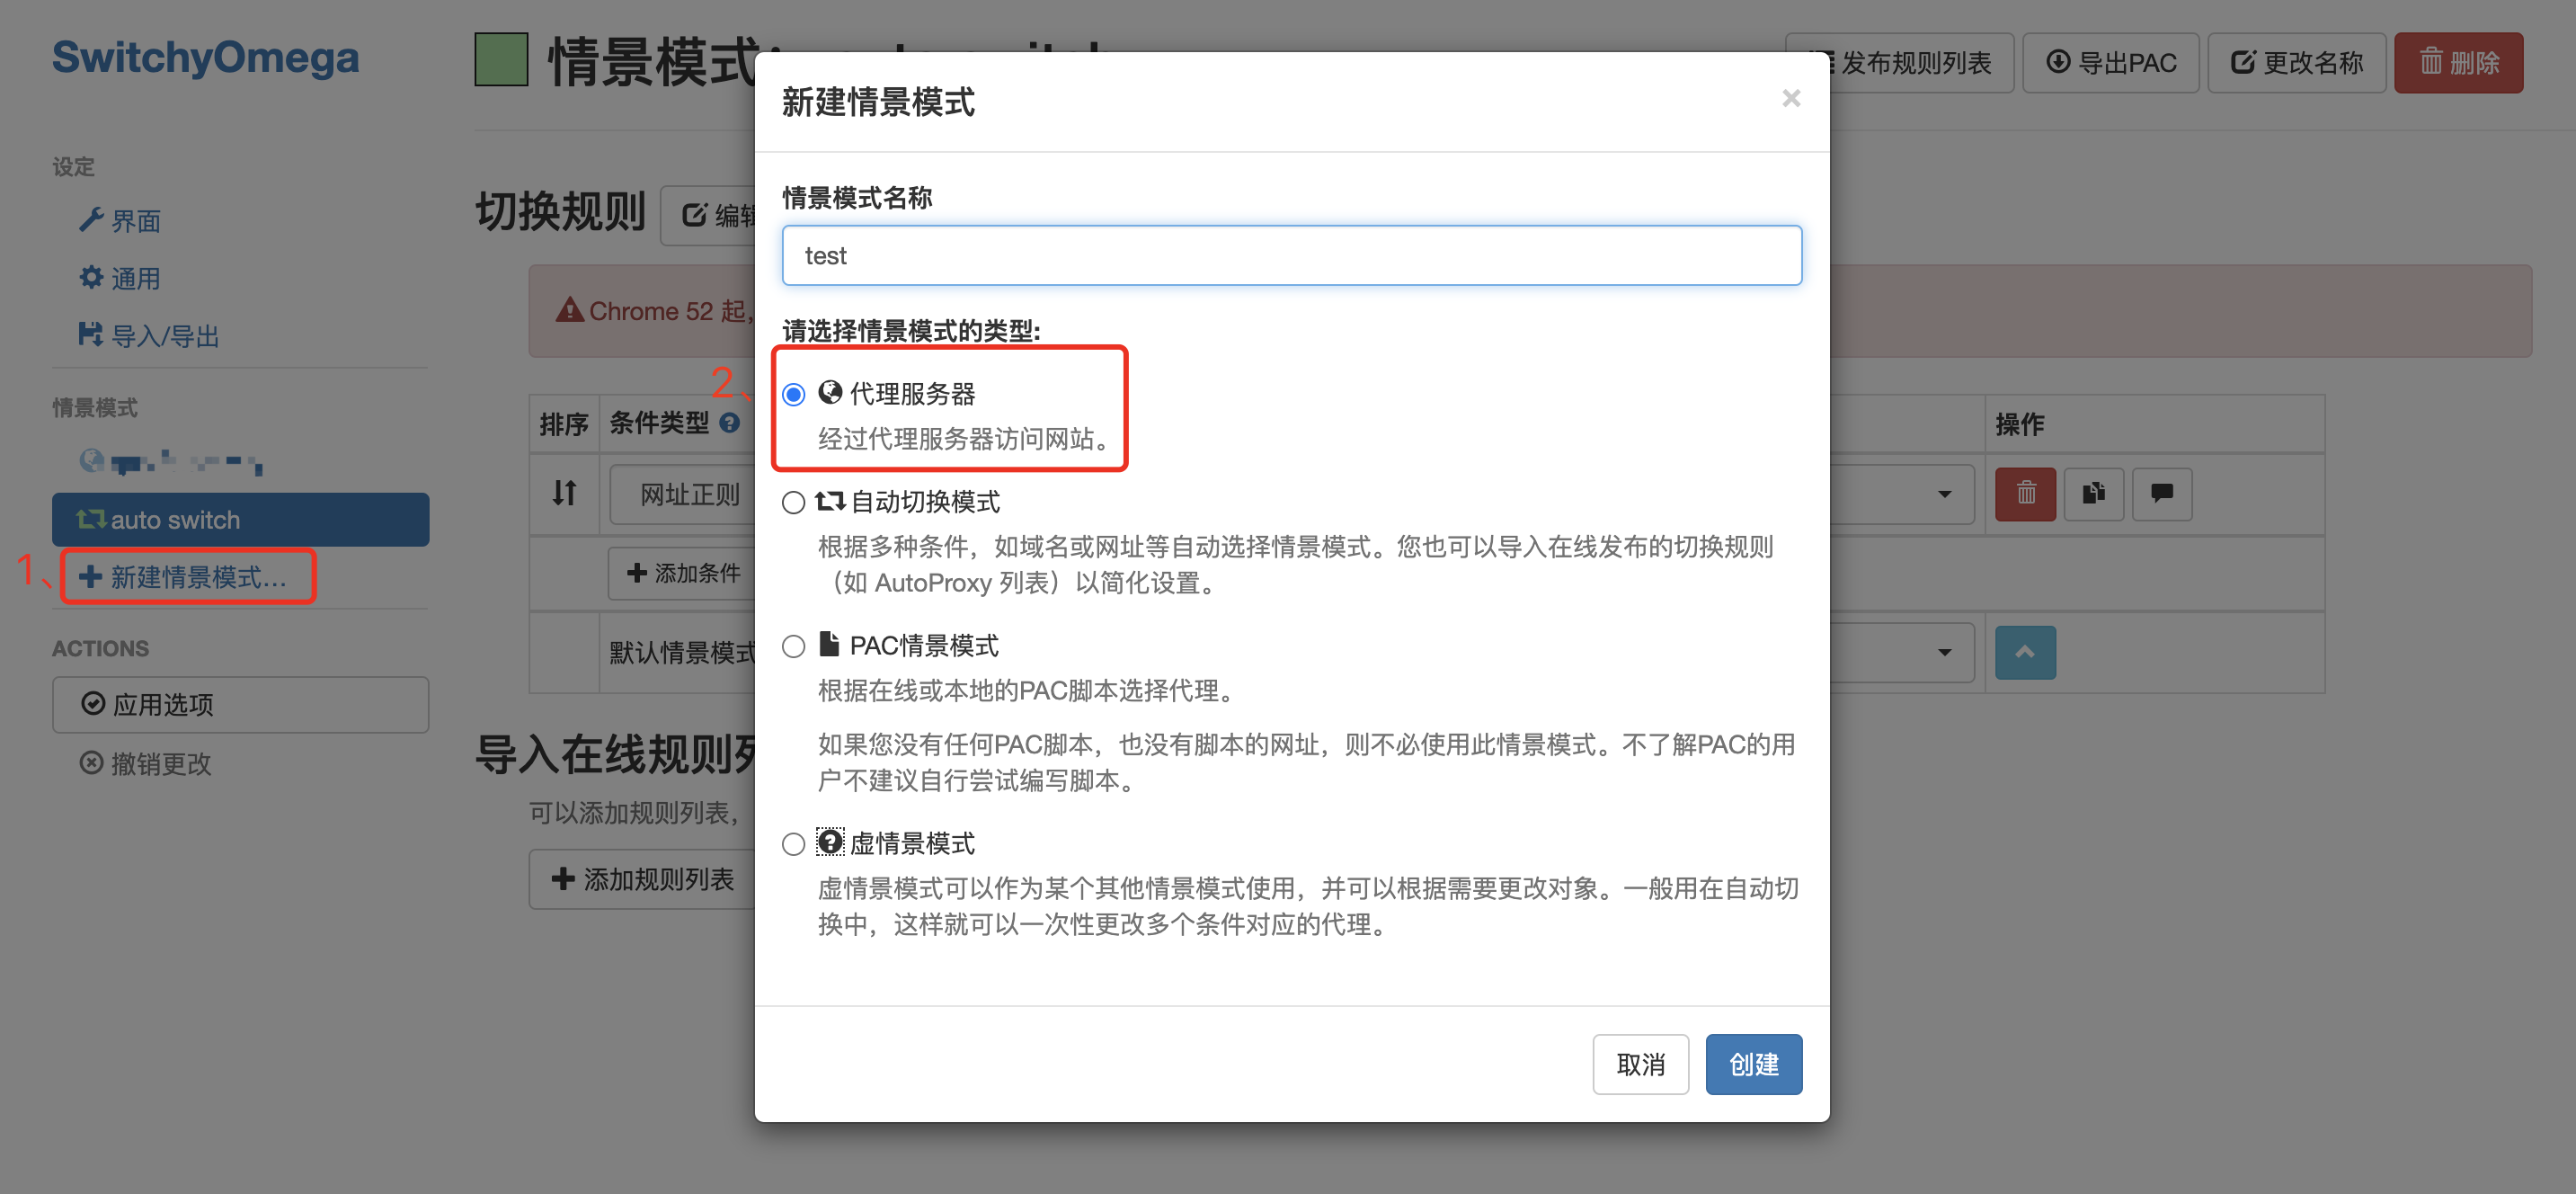 SwitchyOmega
设定
界面
通用
导入/导出
情景模式
auto switch
1、
新建情景模式...
ACTIONS
应用选项
撤销更改
情景模式:
发布规则列表
导出PAC
更改名称
删除
切换规则
编辑
Chrome 52 起,
排序
条件类型
操作
网址正则
添加条件
默认情景模式
导入在线规则列
可以添加规则列表,
添加规则列表
新建情景模式
×
情景模式名称
test
请选择情景模式的类型:
2、
代理服务器
经过代理服务器访问网站。
自动切换模式
根据多种条件，如域名或网址等自动选择情景模式。您也可以导入在线发布的切换规则
（如 AutoProxy 列表）以简化设置。
PAC情景模式
根据在线或本地的PAC脚本选择代理。
如果您没有任何PAC脚本，也没有脚本的网址，则不必使用此情景模式。不了解PAC的用
户不建议自行尝试编写脚本。
虚情景模式
虚情景模式可以作为某个其他情景模式使用，并可以根据需要更改对象。一般用在自动切
换中，这样就可以一次性更改多个条件对应的代理。
取消
创建